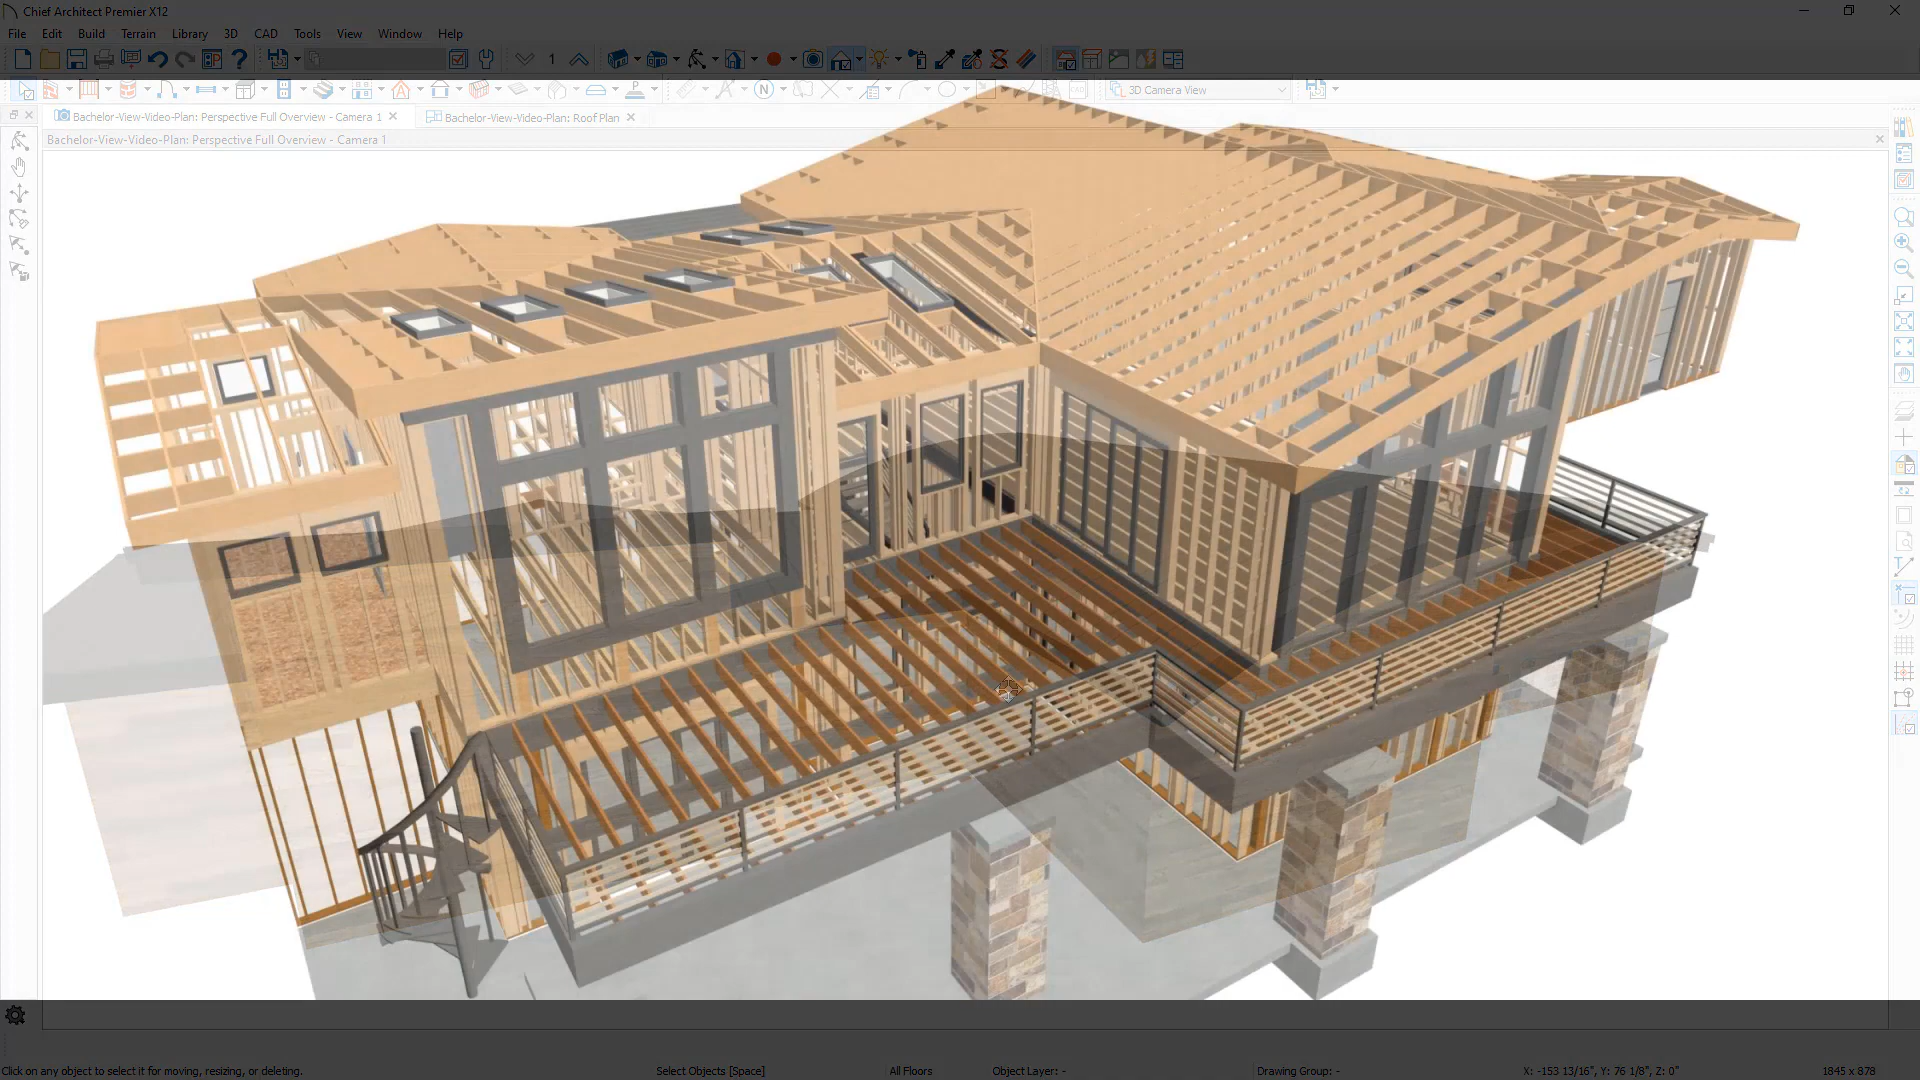 Chief Architect Premier X12
File Edit Build Terrain Library 3D CAD Tools View Window Help
1
3D Camera View
Bachelor-View-Video-Plan: Perspective Full Overview - Camera 1
Bachelor-View-Video-Plan: Roof Plan
Bachelor-View-Video-Plan: Perspective Full Overview - Camera 1
Click on any object to select it for moving, resizing, or deleting. Select Objects [Space] All Floors Object Layer: - Drawing Group: - X: -153 13/16", Y: 76 1/8", Z: 0" 1845 x 878